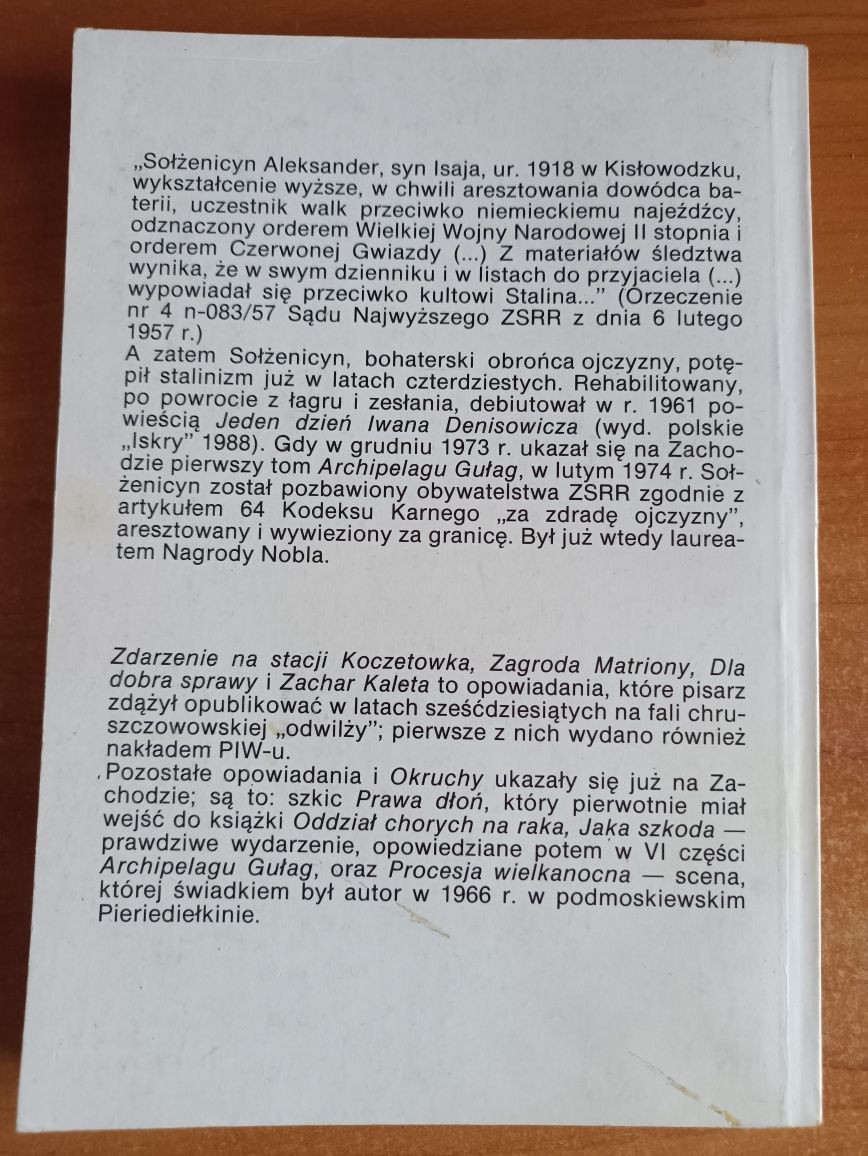 „Sołżenicyn Aleksander, syn Isaja, ur. 1918 w Kisłowodzku,
wykształcenie wyższe, w chwili aresztowania dowódca ba-
terii, uczestnik walk przeciwko niemieckiemu najeźdźcy,
odznaczony orderem Wielkiej Wojny Narodowej II stopnia i
orderem Czerwonej Gwiazdy (...) Z materiałów śledztwa
wynika, że w swym dzienniku i w listach do przyjaciela (...)
wypowiadał się przeciwko kultowi Stalina...” (Orzeczenie
nr 4 n-083/57 Sądu Najwyższego ZSRR z dnia 6 lutego
1957 r.)
A zatem Sołżenicyn, bohaterski obrońca ojczyzny, potę-
pił stalinizm już w latach czterdziestych. Rehabilitowany,
po powrocie z łagru i zesłania, debiutował w r. 1961 po-
wieścią Jeden dzień Iwana Denisowicza (wyd. polskie
„Iskry” 1988). Gdy w grudniu 1973 r. ukazał się na Zacho-
dzie pierwszy tom Archipelagu Gułag, w lutym 1974 r. Soł-
żenicyn został pozbawiony obywatelstwa ZSRR zgodnie z
artykułem 64 Kodeksu Karnego „za zdradę ojczyzny”,
aresztowany i wywieziony za granicę. Był już wtedy laurea-
tem Nagrody Nobla.
Zdarzenie na stacji Koczetowka, Zagroda Matriony, Dla
dobra sprawy i Zachar Kaleta to opowiadania, które pisarz
zdążył opublikować w latach sześćdziesiątych na fali chru-
szczowowskiej „odwilży”; pierwsze z nich wydano również
nakładem PIW-u.
Pozostałe opowiadania i Okruchy ukazały się już na Za-
chodzie; są to: szkic Prawa dłoń, który pierwotnie miał
wejść do książki Oddział chorych na raka, Jaka szkoda —
prawdziwe wydarzenie, opowiedziane potem w VI części
Archipelagu Gułag, oraz Procesja wielkanocna — scena,
której świadkiem był autor w 1966 r. w podmoskiewskim
Pieriediełkinie.